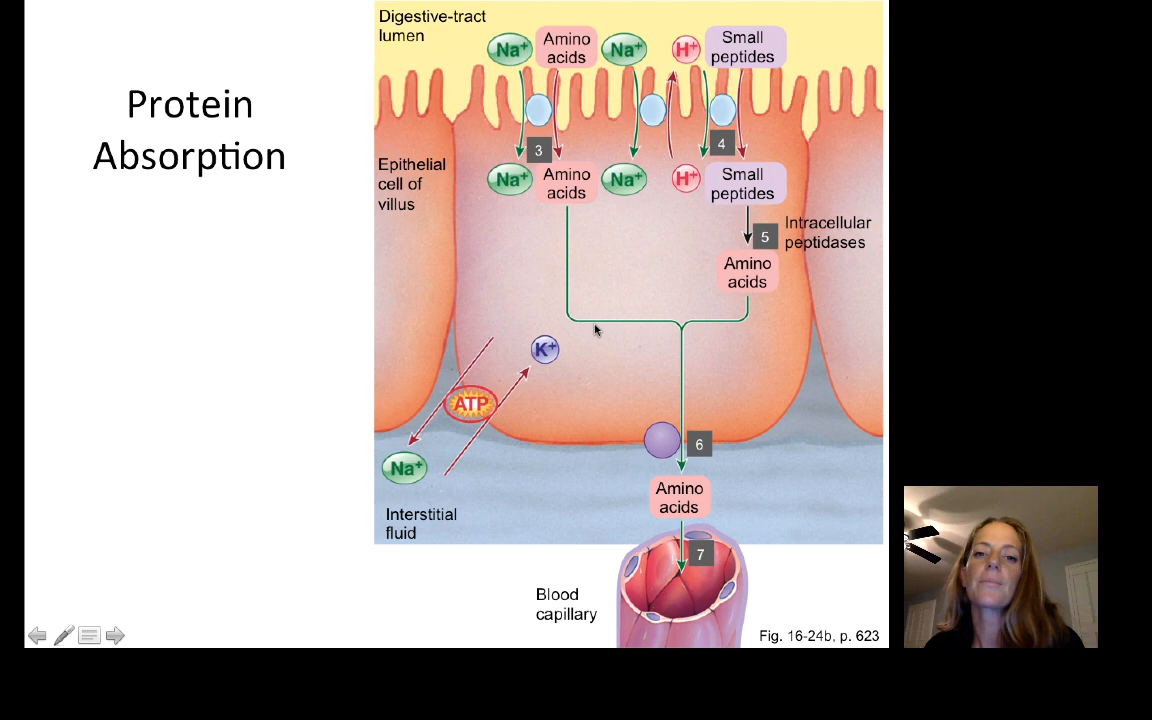 Protein
Absorption
Digestive-tract
lumen
Na+
Amino
acids
Na+
H+
Small
peptides
3
4
Epithelial
cell of
villus
Na+
Amino
acids
Na+
H+
Small
peptides
5
Intracellular
peptidases
Amino
acids
K+
ATP
Na+
6
Amino
acids
Interstitial
fluid
7
Blood
capillary
Fig. 16-24b, p. 623